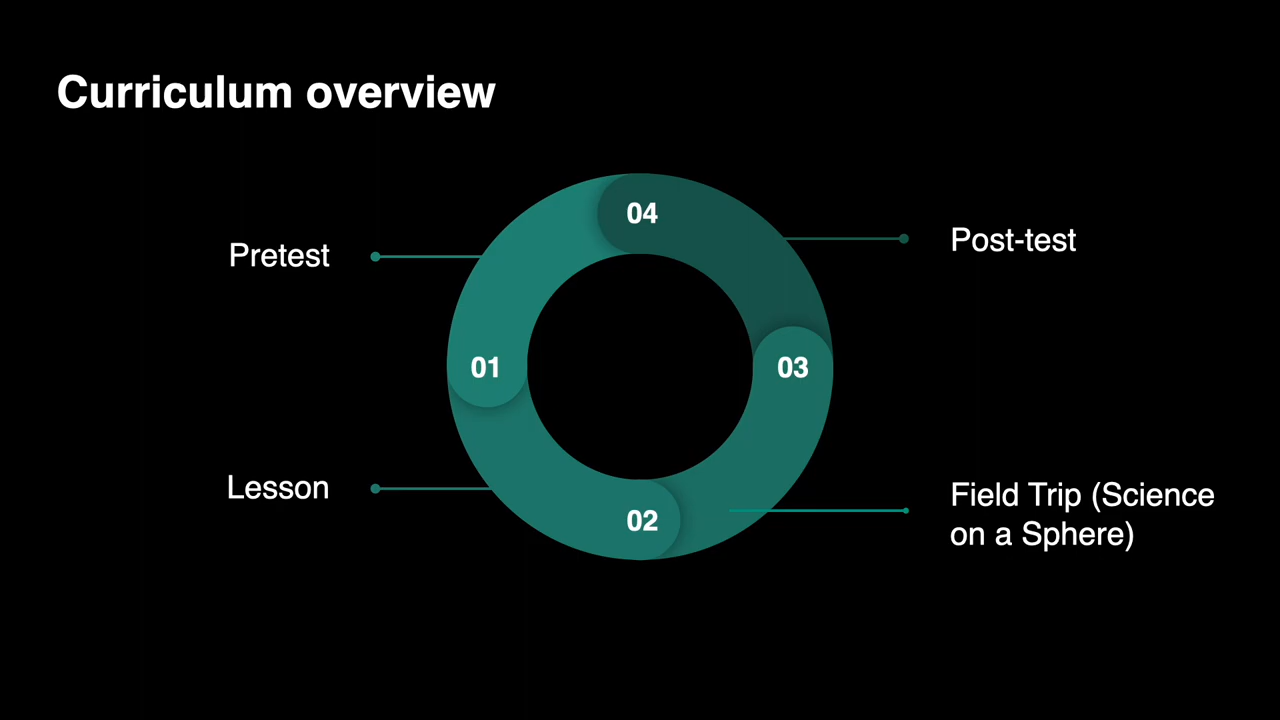 Curriculum overview
04
Pretest
Post-test
01
03
Lesson
02
Field Trip (Science
on a Sphere)